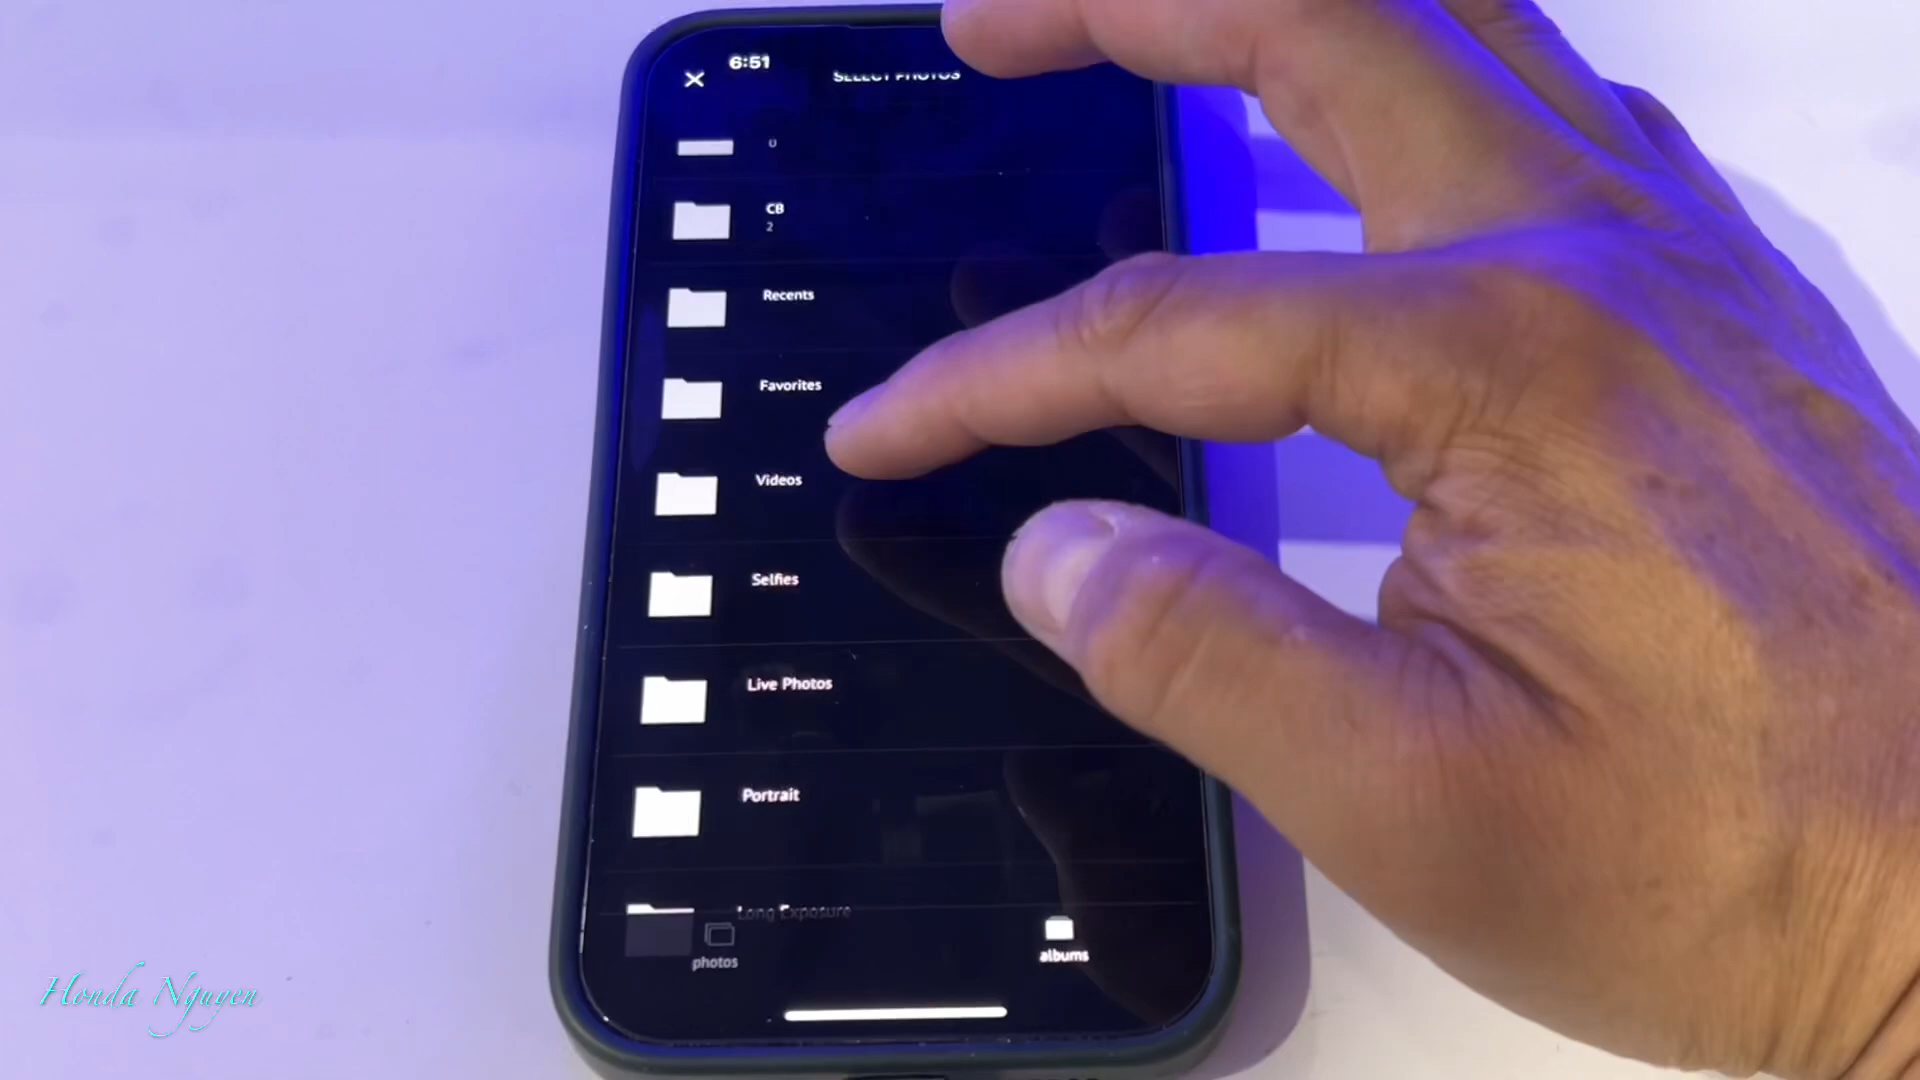 6:51
SELECT PHOTOS
0
CB
2
Recents
Favorites
Videos
Selfies
Live Photos
Portrait
Long Exposure
photos
albums
Honda Nguyen